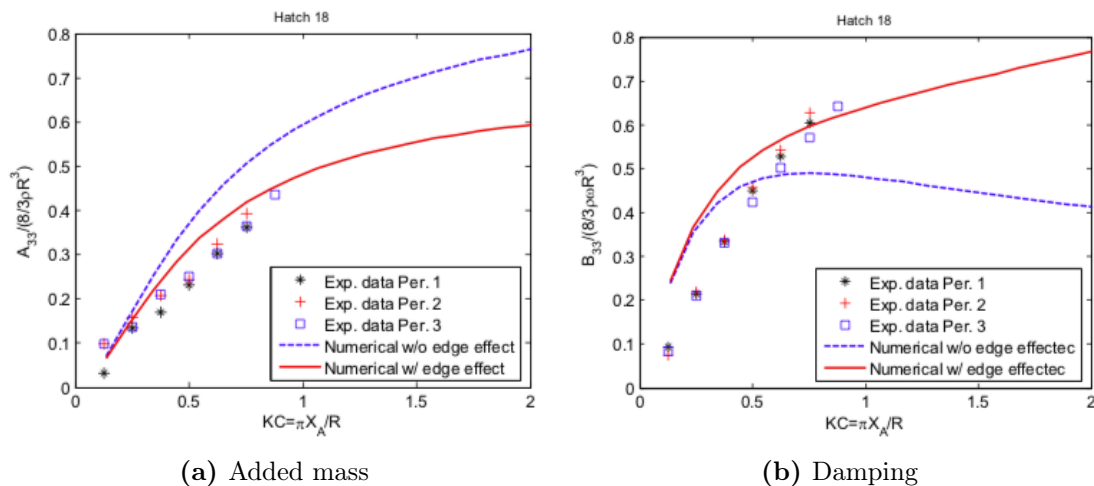 Hatch 18
0.8
0.7
0.6
0.5
0.4
0.3
0.2
0.1
0
A₃₃/(8/3ρR³)
Exp. data Per. 1
Exp. data Per. 2
Exp. data Per. 3
Numerical w/o edge effect
Numerical w/ edge effect
0 0.5 1 1.5 2
KC=πX_A/R
(a) Added mass
Hatch 18
0.8
0.7
0.6
0.5
0.4
0.3
0.2
0.1
0
B₃₃/(8/3ρωR³)
Exp. data Per. 1
Exp. data Per. 2
Exp. data Per. 3
Numerical w/o edge effectec
Numerical w/ edge effectec
0 0.5 1 1.5 2
KC=πX_A/R
(b) Damping